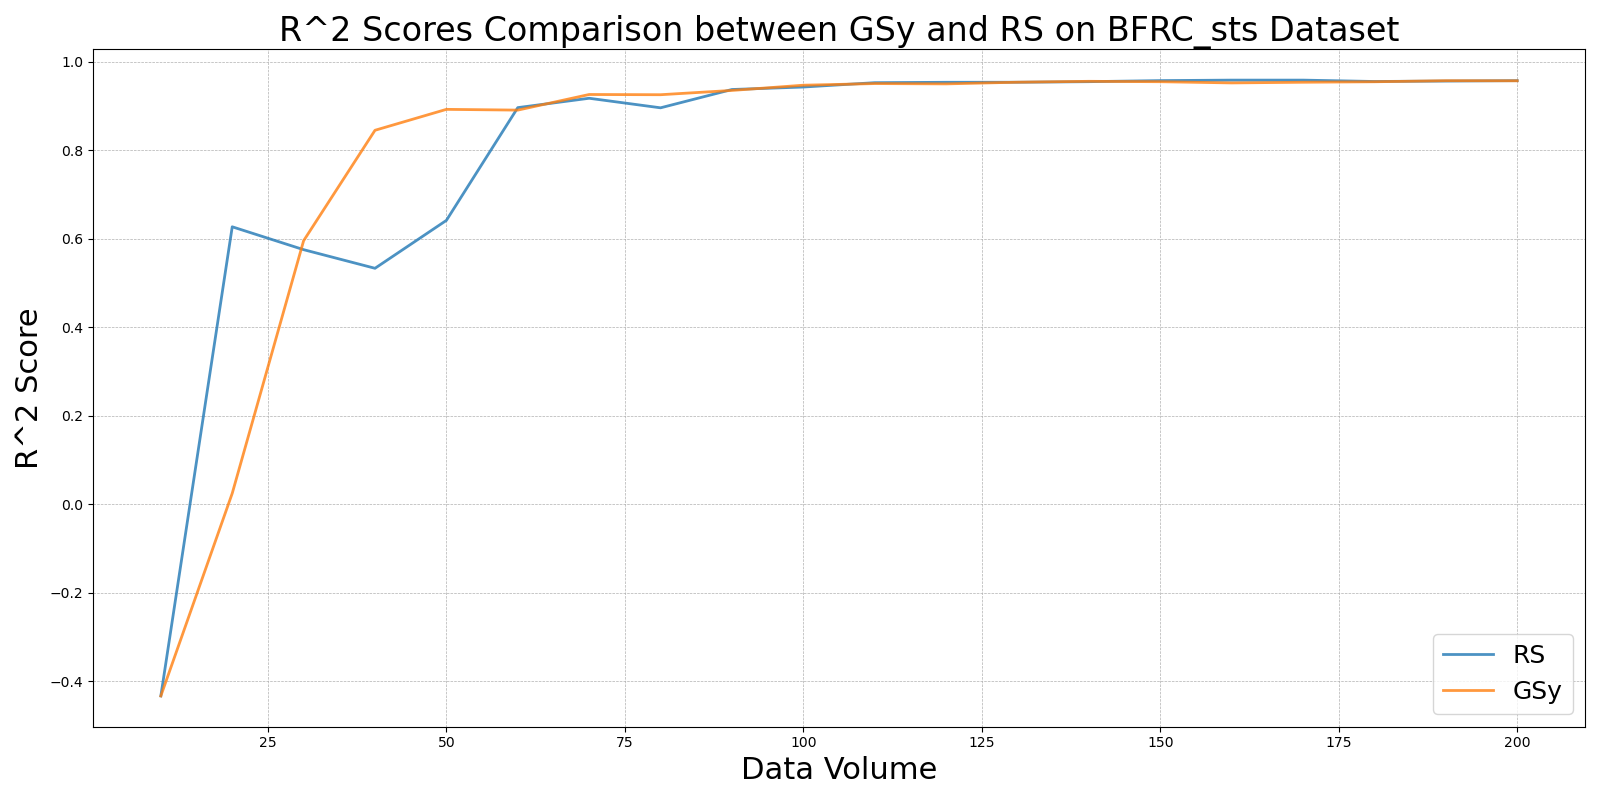 R^2 Scores Comparison between GSy and RS on BFRC_sts Dataset
R^2 Score
1.0
0.8
0.6
0.4
0.2
0.0
−0.2
−0.4
RS
GSy
25 50 75 100 125 150 175 200
Data Volume